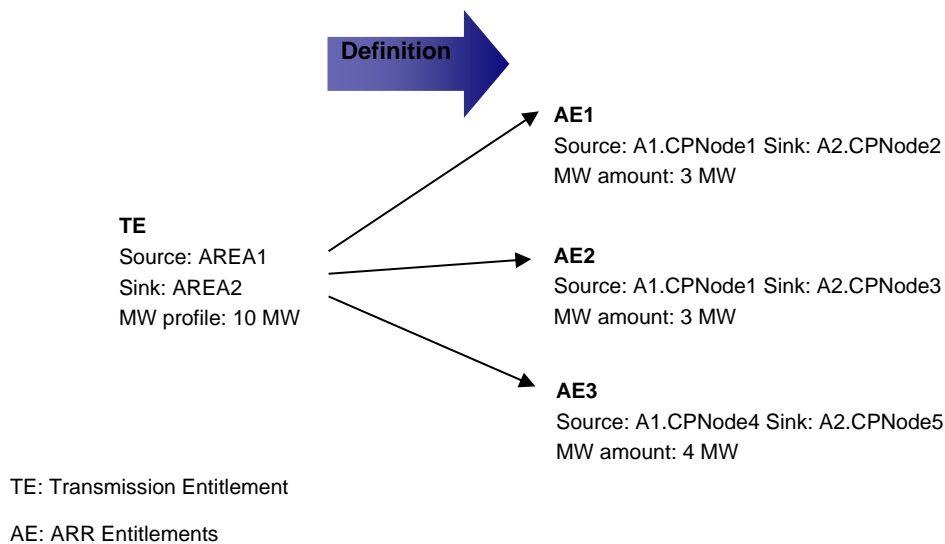 Definition
AE1
Source: A1.CPNode1 Sink: A2.CPNode2
MW amount: 3 MW
TE
Source: AREA1
Sink: AREA2
MW profile: 10 MW
AE2
Source: A1.CPNode1 Sink: A2.CPNode3
MW amount: 3 MW
AE3
Source: A1.CPNode4 Sink: A2.CPNode5
MW amount: 4 MW
TE: Transmission Entitlement
AE: ARR Entitlements